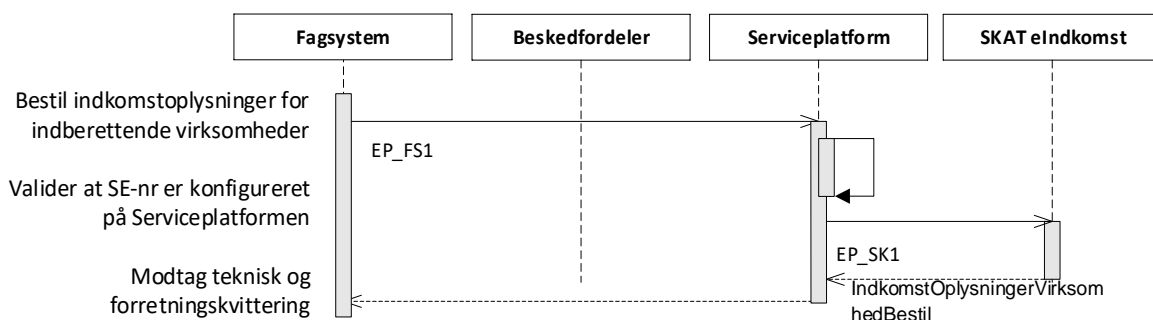 Fagsystem
Beskedfordeler
Serviceplatform
SKAT eIndkomst
Bestil indkomstoplysninger for
indberettende virksomheder
EP_FS1
Valider at SE-nr er konfigureret
på Serviceplatformen
EP_SK1
Modtag teknisk og
forretningskvittering
IndkomstOplysningerVirksom
hedBestil